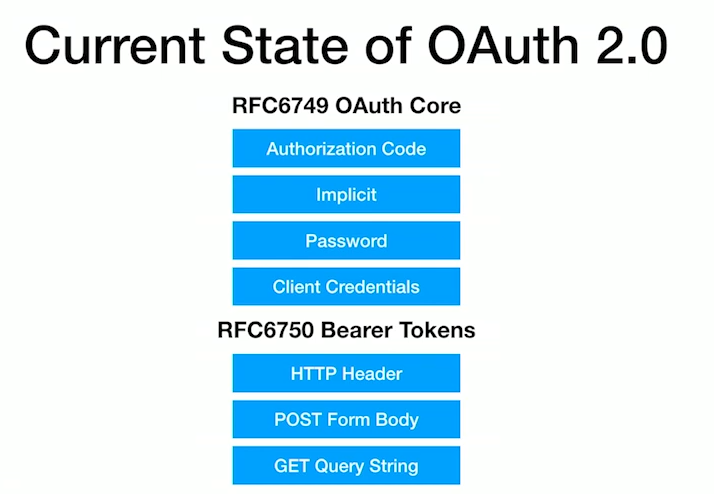 Current State of OAuth 2.0
RFC6749 OAuth Core
Authorization Code
Implicit
Password
Client Credentials
RFC6750 Bearer Tokens
HTTP Header
POST Form Body
GET Query String